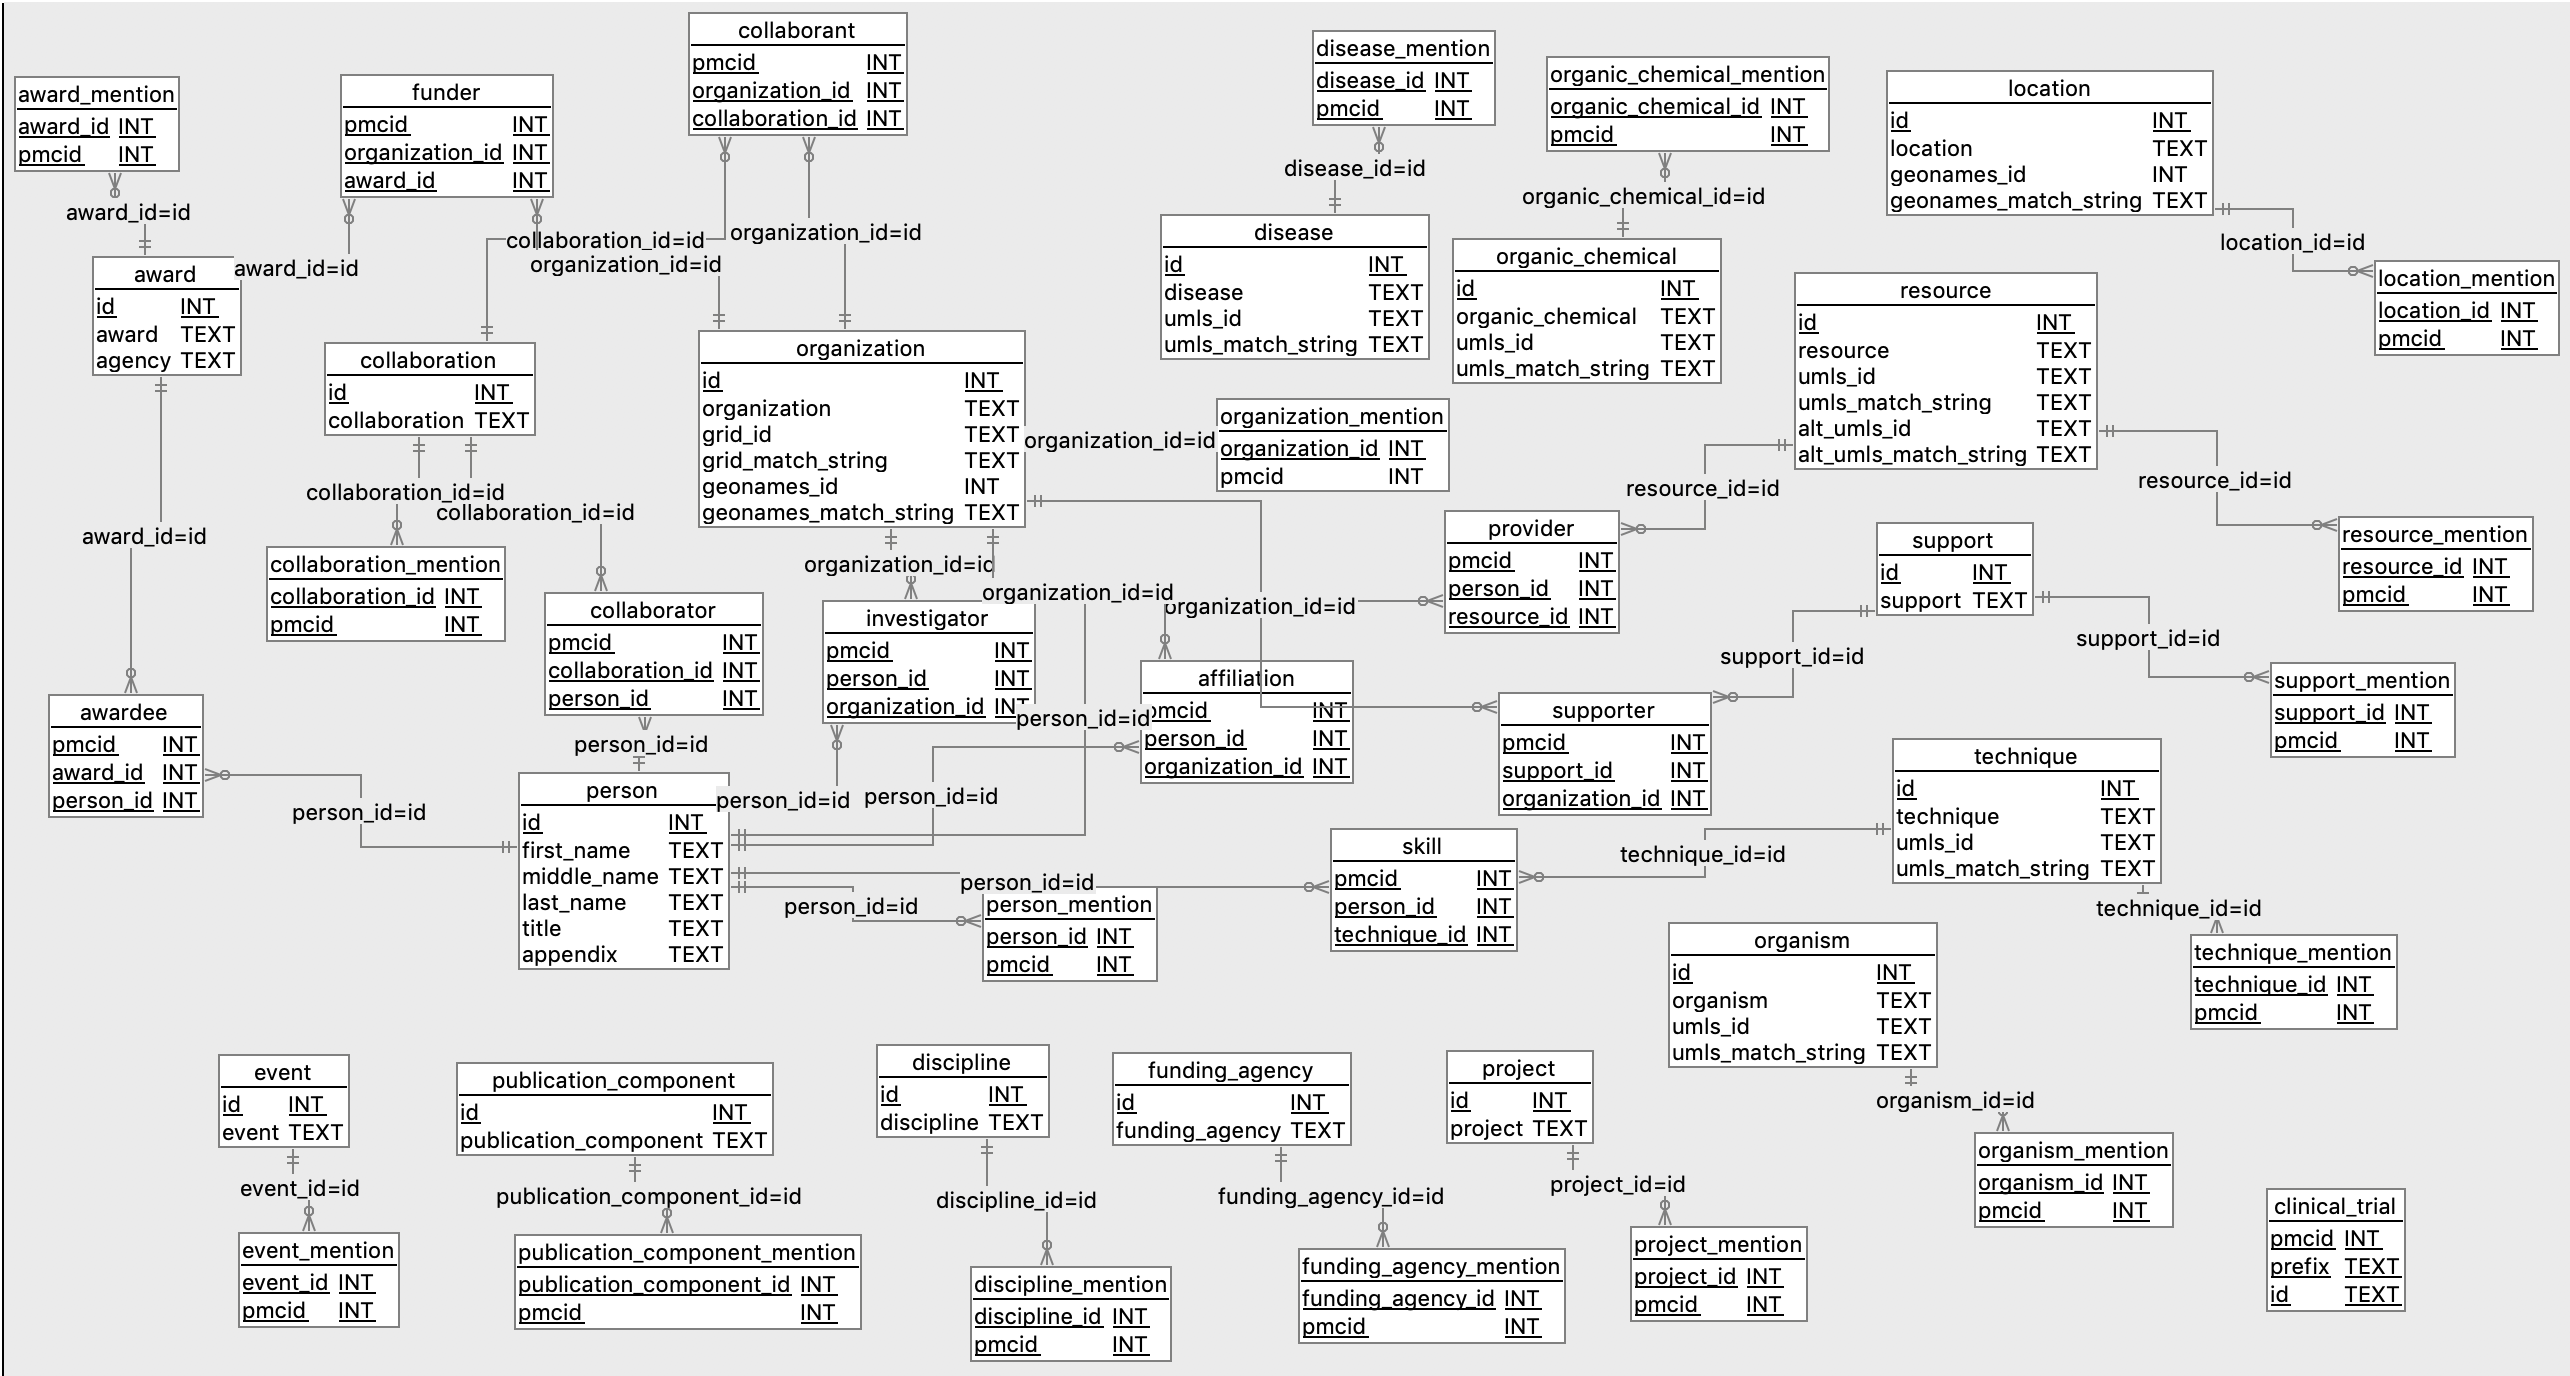 collaborant
pmcid INT
organization_id INT
collaboration_id INT
award_mention
award_id INT
pmcid INT
funder
pmcid INT
organization_id INT
award_id INT
disease_mention
disease_id INT
pmcid INT
organic_chemical_mention
organic_chemical_id INT
pmcid INT
location
id INT
location TEXT
geonames_id INT
geonames_match_string TEXT
award_id=id
award_id=id
collaboration_id=id
organization_id=id
organization_id=id
disease_id=id
organic_chemical_id=id
location_id=id
award
id INT
award TEXT
agency TEXT
collaboration
id INT
collaboration TEXT
organization
id INT
organization TEXT
grid_id TEXT
grid_match_string TEXT
geonames_id INT
geonames_match_string TEXT
disease
id INT
disease TEXT
umls_id TEXT
umls_match_string TEXT
organic_chemical
id INT
organic_chemical TEXT
umls_id TEXT
umls_match_string TEXT
resource
id INT
resource TEXT
umls_id TEXT
umls_match_string TEXT
alt_umls_id TEXT
alt_umls_match_string TEXT
location_mention
location_id INT
pmcid INT
organization_id=id
organization_mention
organization_id INT
pmcid INT
award_id=id
collaboration_id=id
collaboration_id=id
organization_id=id
organization_id=id
organization_id=id
resource_id=id
resource_id=id
collaboration_mention
collaboration_id INT
pmcid INT
collaborator
pmcid INT
collaboration_id INT
person_id INT
investigator
pmcid INT
person_id INT
organization_id INT
provider
pmcid INT
person_id INT
resource_id INT
support
id INT
support TEXT
resource_mention
resource_id INT
pmcid INT
support_id=id
support_id=id
awardee
pmcid INT
award_id INT
person_id INT
person_id=id
affiliation
pmcid INT
person_id INT
organization_id INT
supporter
pmcid INT
support_id INT
organization_id INT
support_mention
support_id INT
pmcid INT
person_id=id
person_id=id
person_id=id
person_id=id
person
id INT
first_name TEXT
middle_name TEXT
last_name TEXT
title TEXT
appendix TEXT
person_id=id
person_id=id
person_mention
person_id INT
pmcid INT
skill
pmcid INT
person_id INT
technique_id INT
technique_id=id
technique
id INT
technique TEXT
umls_id TEXT
umls_match_string TEXT
technique_id=id
technique_mention
technique_id INT
pmcid INT
organism
id INT
organism TEXT
umls_id TEXT
umls_match_string TEXT
organism_id=id
organism_mention
organism_id INT
pmcid INT
event
id INT
event TEXT
publication_component
id INT
publication_component TEXT
discipline
id INT
discipline TEXT
funding_agency
id INT
funding_agency TEXT
project
id INT
project TEXT
event_id=id
publication_component_id=id
discipline_id=id
funding_agency_id=id
project_id=id
event_mention
event_id INT
pmcid INT
publication_component_mention
publication_component_id INT
pmcid INT
discipline_mention
discipline_id INT
pmcid INT
funding_agency_mention
funding_agency_id INT
pmcid INT
project_mention
project_id INT
pmcid INT
clinical_trial
pmcid INT
prefix TEXT
id TEXT